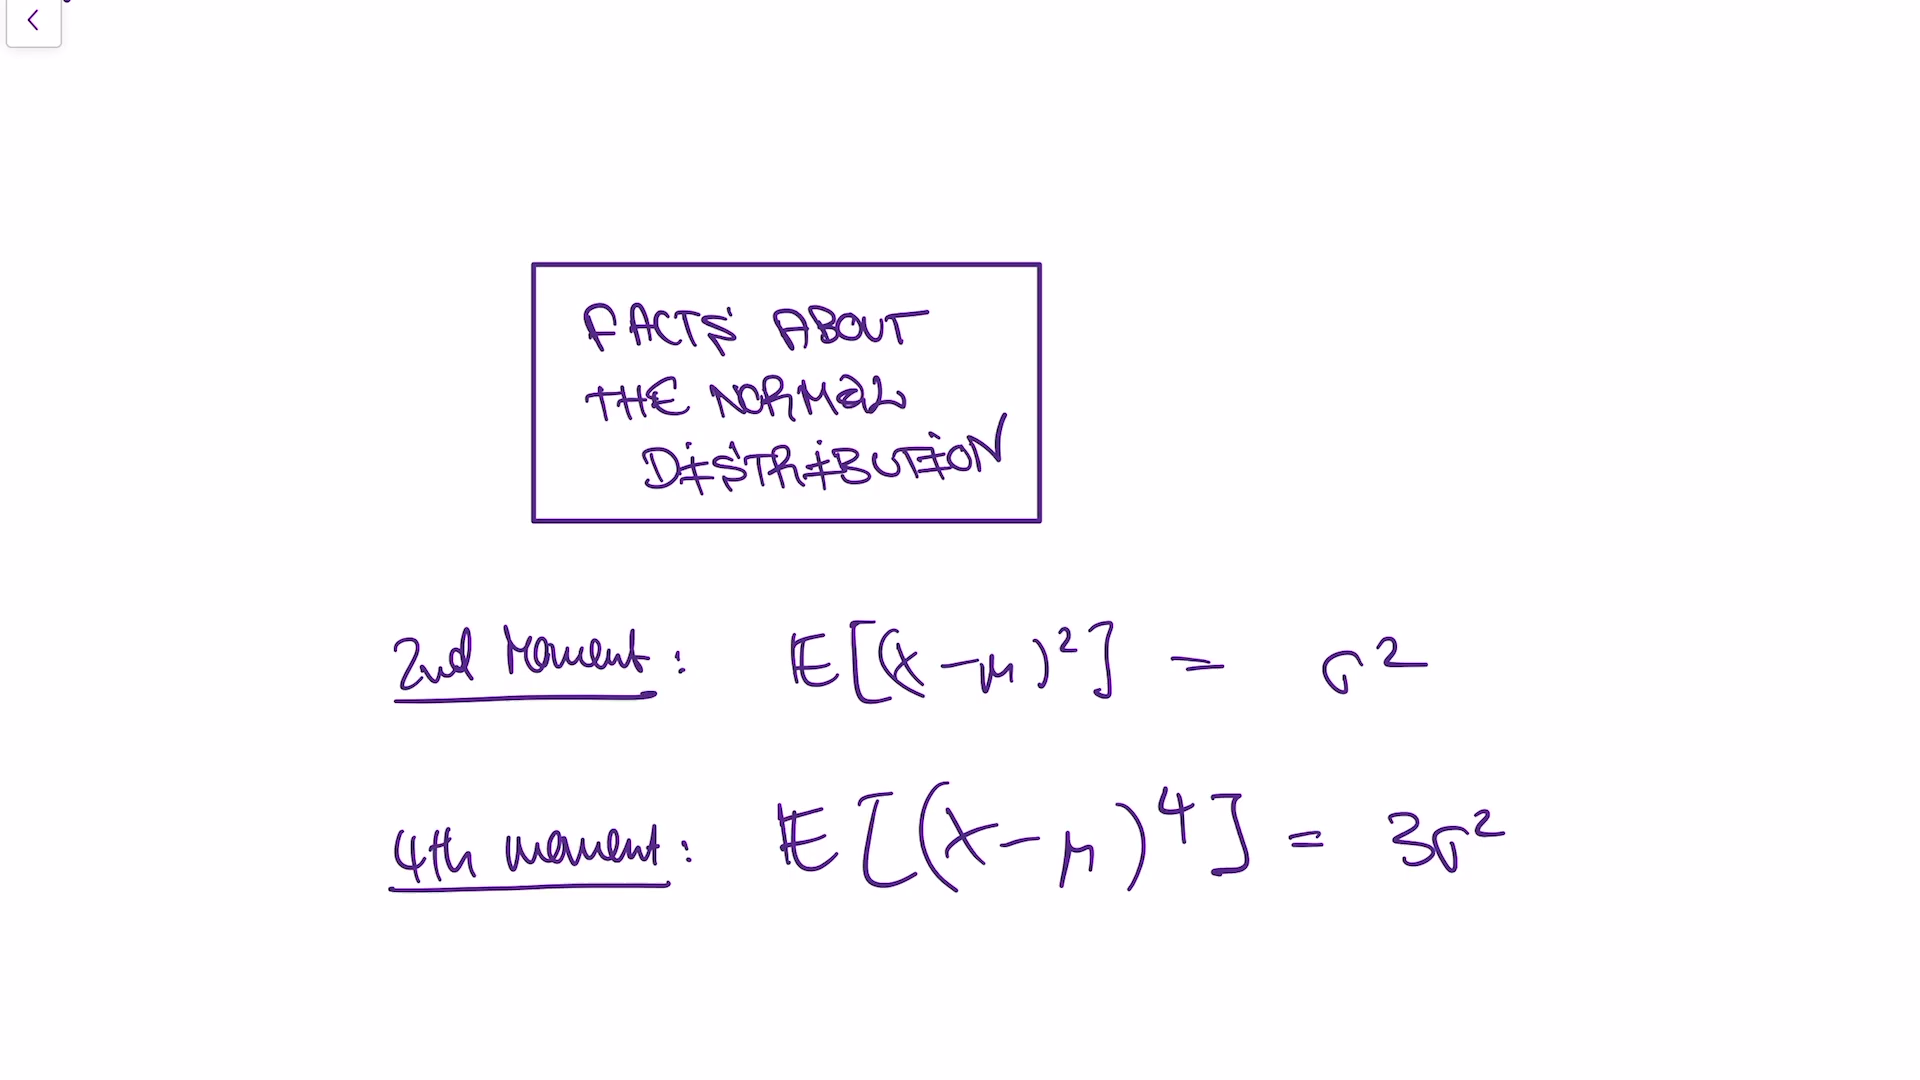 FACTS ABOUT
THE NORMAL
DISTRIBUTION
2nd Moment: 𝔼[(x-μ)²] = σ²
4th moment: 𝔼[(x-μ)⁴] = 3σ²